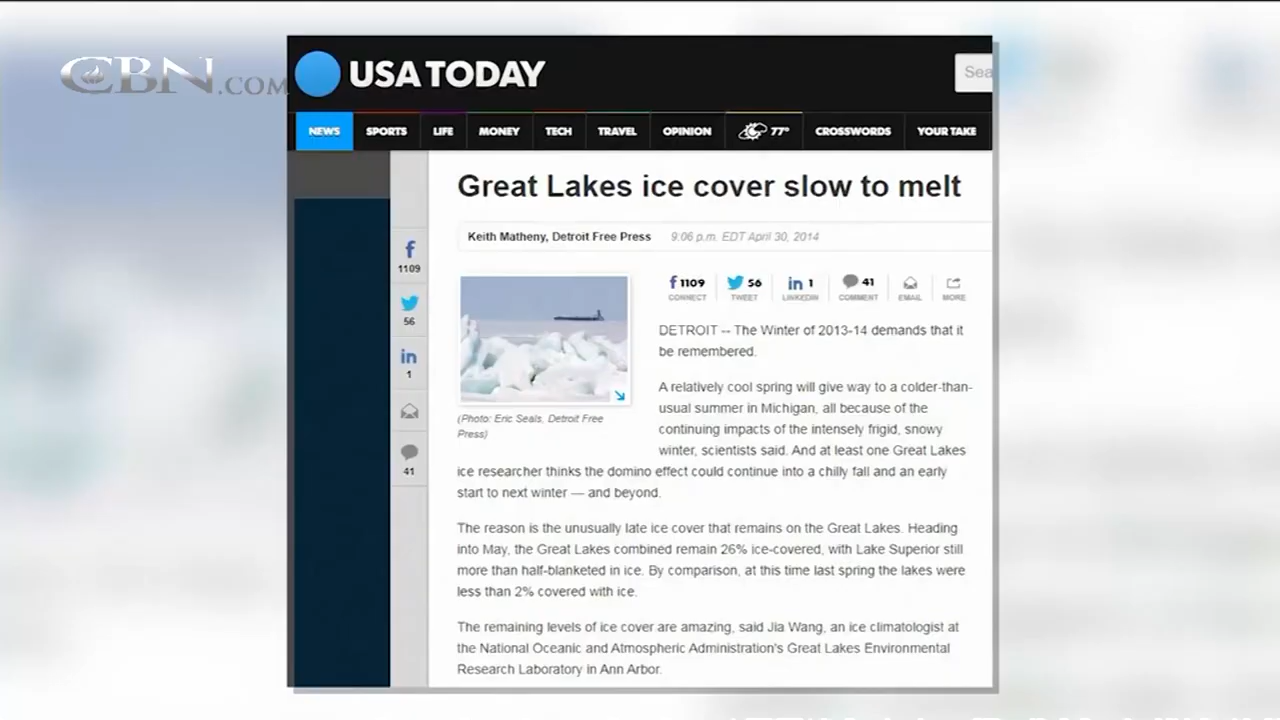 CBN.COM
USA TODAY
Sea
NEWS SPORTS LIFE MONEY TECH TRAVEL OPINION 77° CROSSWORDS YOUR TAKE
Great Lakes ice cover slow to melt
Keith Matheny, Detroit Free Press 9:06 p.m. EDT April 30, 2014
1109
56
1
41
(Photo: Eric Seals, Detroit Free
Press)
1109 56 1 41
CONNECT TWEET LINKEDIN COMMENT EMAIL MORE
DETROIT -- The Winter of 2013-14 demands that it
be remembered.
A relatively cool spring will give way to a colder-than-
usual summer in Michigan, all because of the
continuing impacts of the intensely frigid, snowy
winter, scientists said. And at least one Great Lakes
ice researcher thinks the domino effect could continue into a chilly fall and an early
start to next winter — and beyond.
The reason is the unusually late ice cover that remains on the Great Lakes. Heading
into May, the Great Lakes combined remain 26% ice-covered, with Lake Superior still
more than half-blanketed in ice. By comparison, at this time last spring the lakes were
less than 2% covered with ice.
The remaining levels of ice cover are amazing, said Jia Wang, an ice climatologist at
the National Oceanic and Atmospheric Administration's Great Lakes Environmental
Research Laboratory in Ann Arbor.